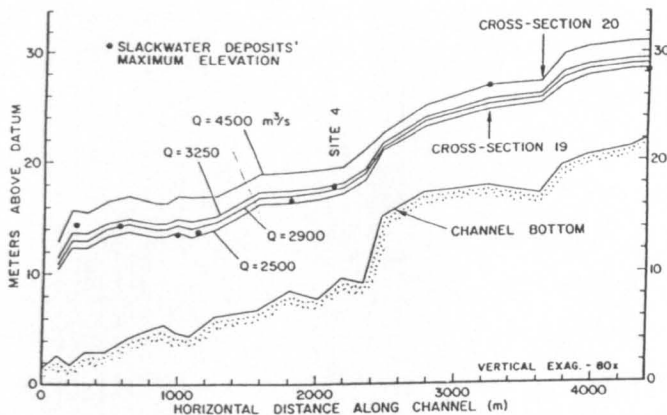 SLACKWATER DEPOSITS'
MAXIMUM ELEVATION
CROSS-SECTION 20
Q = 4500 m³/s
Q = 3250
SITE 4
CROSS-SECTION 19
Q = 2900
Q = 2500
CHANNEL BOTTOM
VERTICAL EXAG. - 80x
METERS ABOVE DATUM
30
20
10
0
30
20
10
0
0
1000
2000
3000
4000
HORIZONTAL DISTANCE ALONG CHANNEL (m)